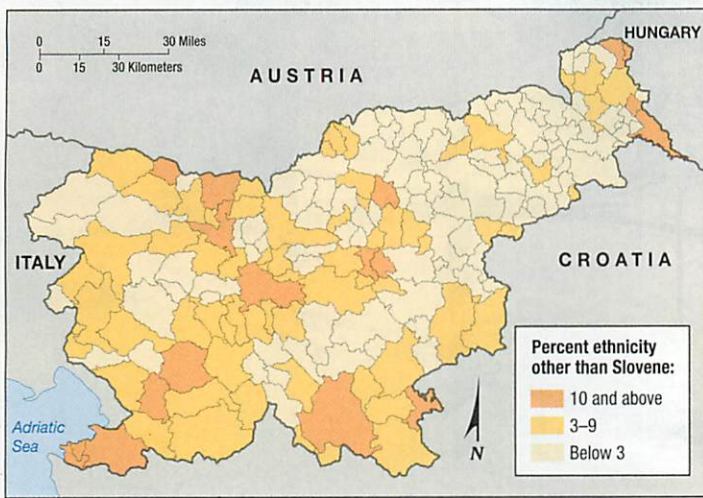 0 15 30 Miles
0 15 30 Kilometers
AUSTRIA
HUNGARY
ITALY
CROATIA
Adriatic
Sea
N
Percent ethnicity
other than Slovene:
10 and above
3–9
Below 3